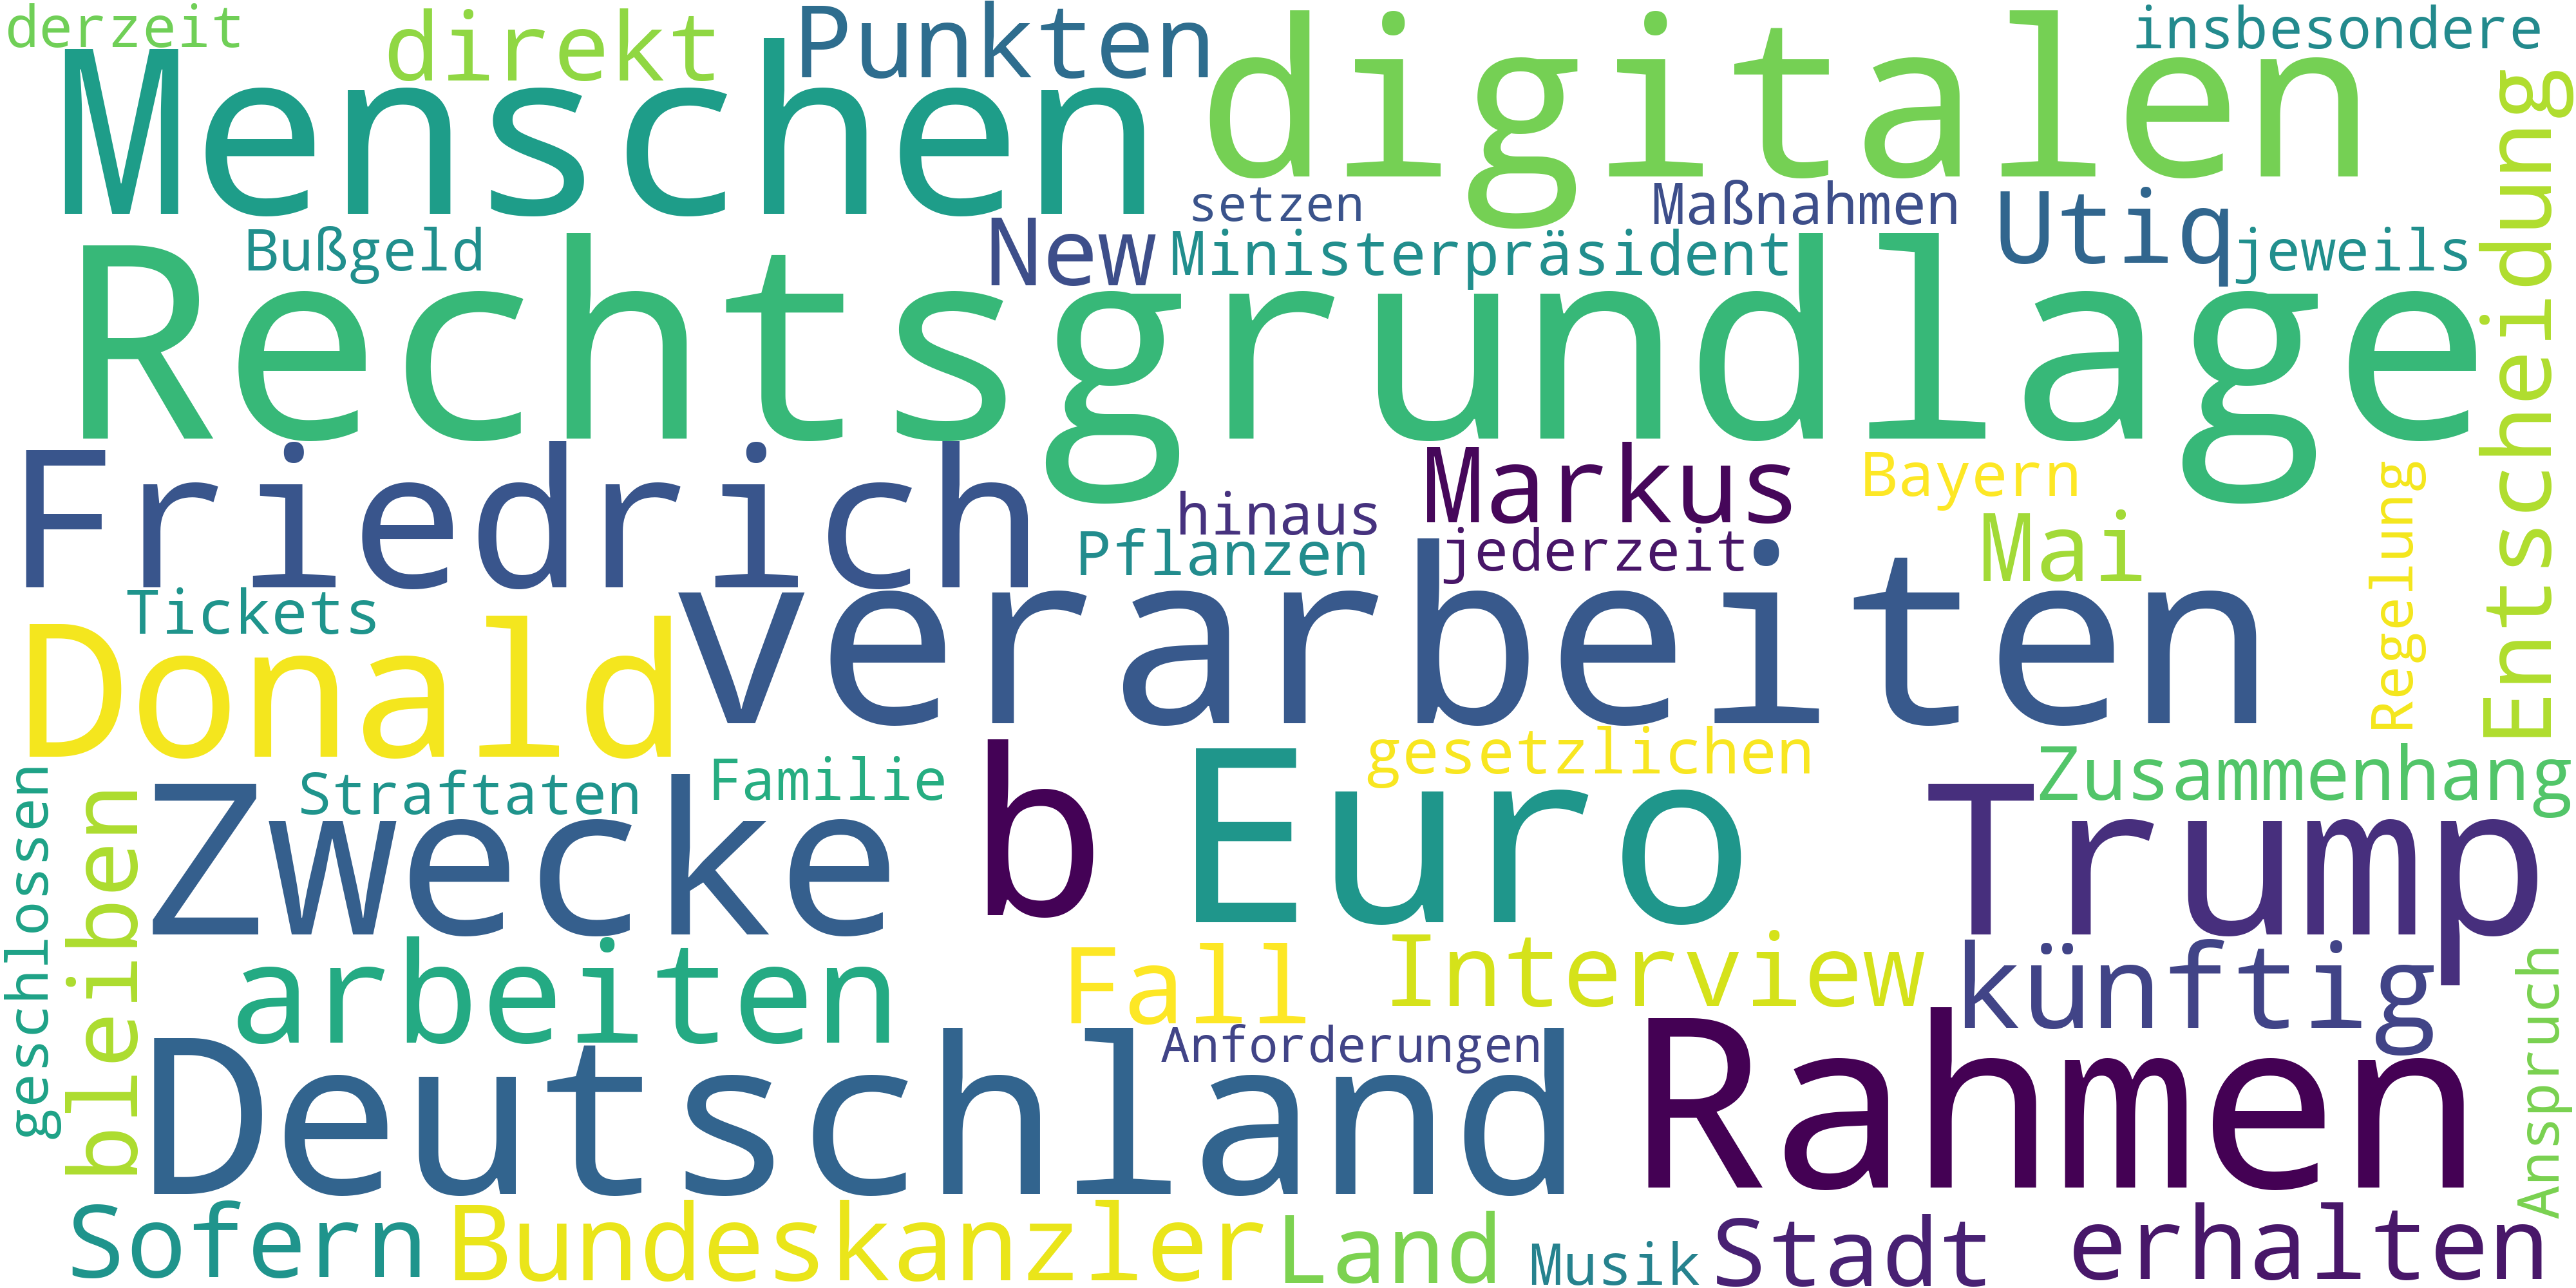 derzeit
direkt
Punkten
digitalen
insbesondere
Menschen
Entscheidung
setzen
Maßnahmen
Utiq
Bußgeld
New
Ministerpräsident
jeweils
Rechtsgrundlage
Friedrich
Markus
Bayern
Regelung
hinaus
Pflanzen
jederzeit
Mai
Tickets
verarbeiten
Donald
gesetzlichen
Zusammenhang
geschlossen
bleiben
Straftaten
Familie
Zwecke
b
Euro
Trump
arbeiten
Fall
Interview
künftig
Anspruch
Anforderungen
Deutschland
Rahmen
Sofern
Bundeskanzler
Land
Musik
Stadt
erhalten